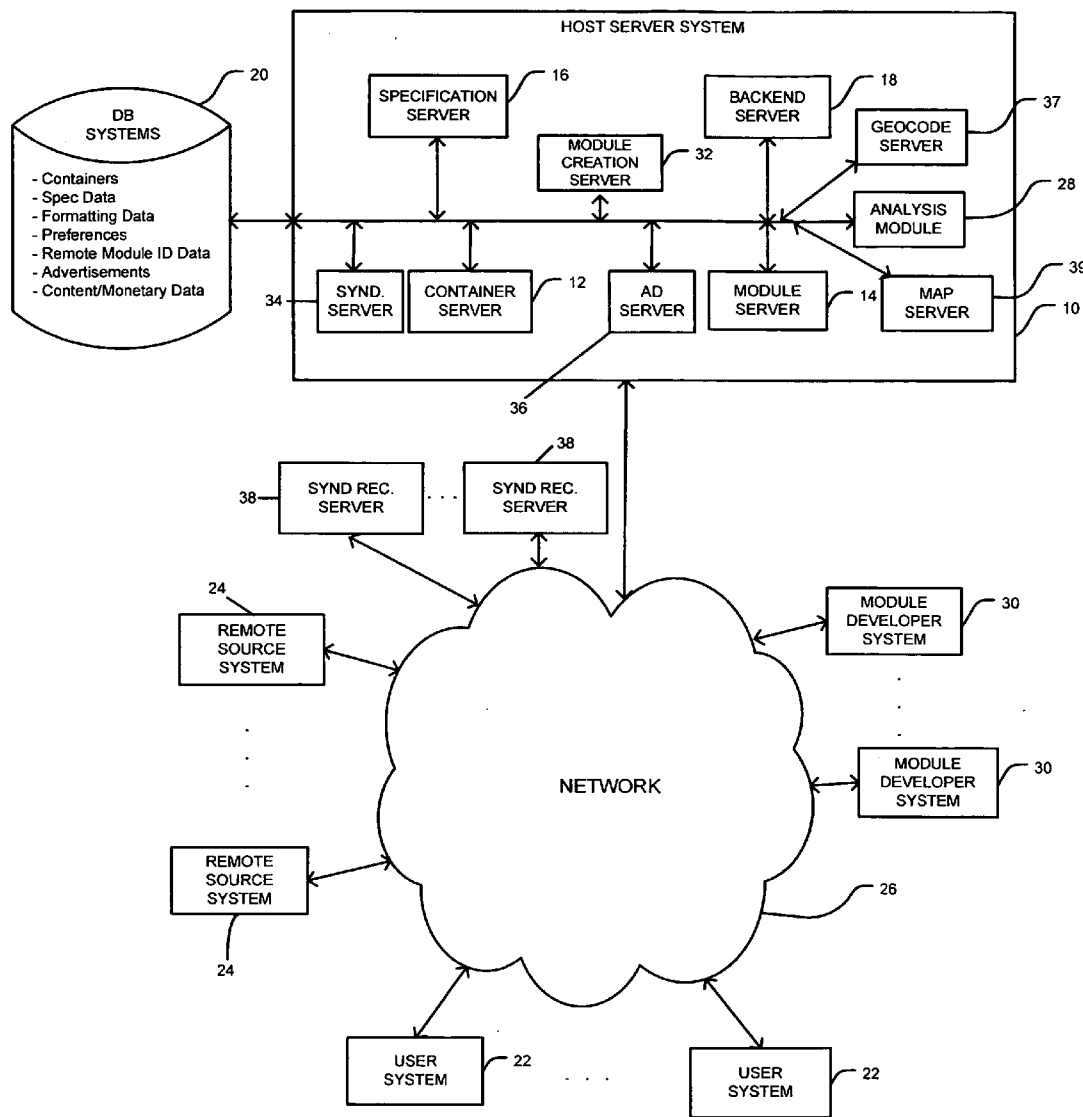 HOST SERVER SYSTEM
20
DB
SYSTEMS
- Containers
- Spec Data
- Formatting Data
- Preferences
- Remote Module ID Data
- Advertisements
- Content/Monetary Data
SPECIFICATION
SERVER
16
MODULE
CREATION
SERVER
32
BACKEND
SERVER
18
GEOCODE
SERVER
37
ANALYSIS
MODULE
28
34
SYND.
SERVER
CONTAINER
SERVER
12
AD
SERVER
36
MODULE
SERVER
14
MAP
SERVER
39
10
38
SYND REC.
SERVER
. . . .
SYND REC.
SERVER
38
24
REMOTE
SOURCE
SYSTEM
REMOTE
SOURCE
SYSTEM
24
MODULE
DEVELOPER
SYSTEM
30
MODULE
DEVELOPER
SYSTEM
30
NETWORK
26
USER
SYSTEM
22
. . . .
USER
SYSTEM
22